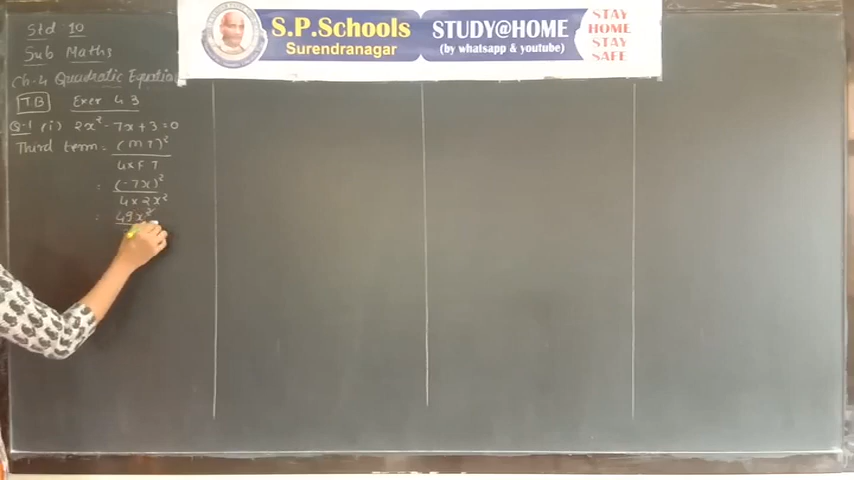 S.P.Schools
Surendranagar
STUDY@HOME
(by whatsapp & youtube)
STAY
HOME
STAY
SAFE
Std 10
Sub Maths
Ch-4 Quadratic Equation
T.B Exer 4.3
Q-1 (i) 2x² - 7x + 3 = 0
Third term = (M T)²
4 x F T
= (-7x)²
4 x 2x²
= 49x²